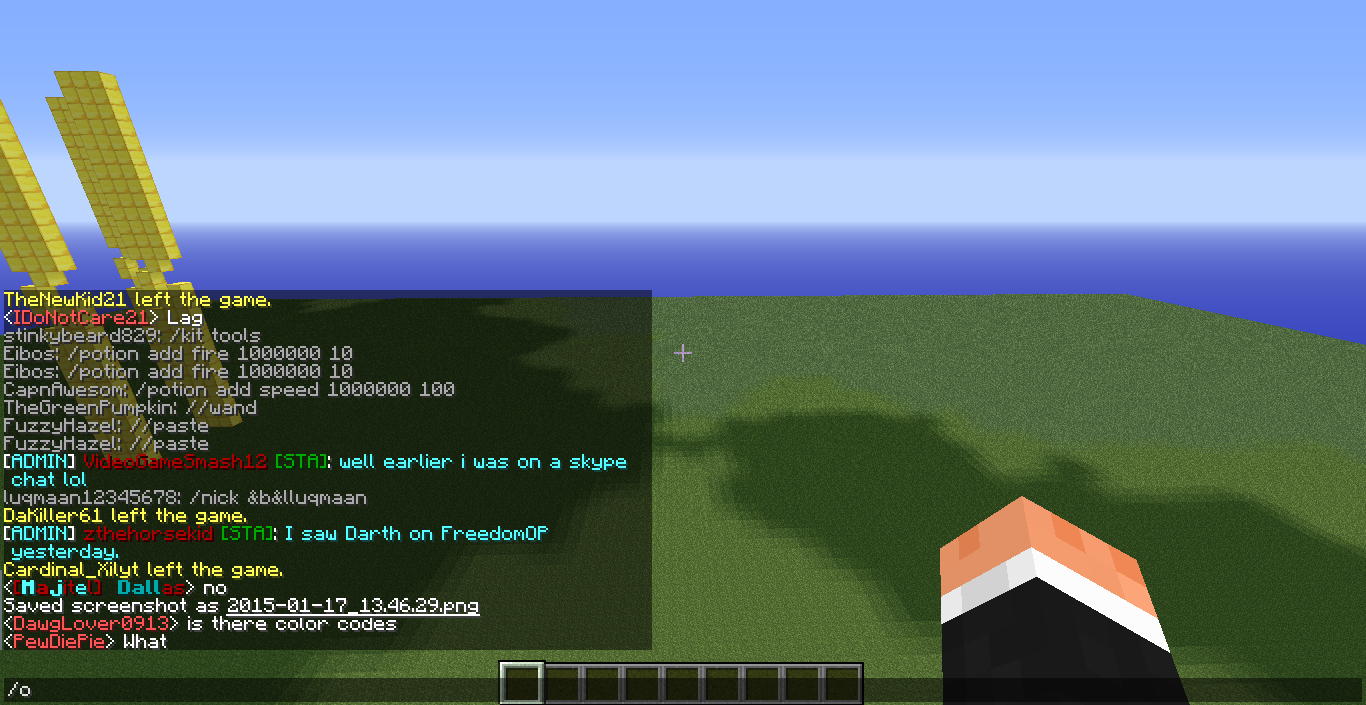 TheNewKid21 left the game.
<IDoNotCare21> Lag
stinkybeard829: /kit tools
Eibos: /potion add fire 1000000 10
Eibos: /potion add fire 1000000 10
CapnAwesom: /potion add speed 1000000 100
TheGreenPumpkin: //wand
FuzzyHazel: //paste
FuzzyHazel: //paste
[ADMIN] VideoGameSmash12 [STA]: well earlier i was on a skype
chat lol
luqmaan12345678: /nick &b&lluqmaan
DaKiller61 left the game.
[ADMIN] zthehorsekid [STA]: I saw Darth on FreedomOP
yesterday.
Cardinal_Xilyt left the game.
<[Majitel] Dallas> no
Saved screenshot as 2015-01-17_13.46.29.png
<DawgLover0913> is there color codes
<PewDiePie> What
/o